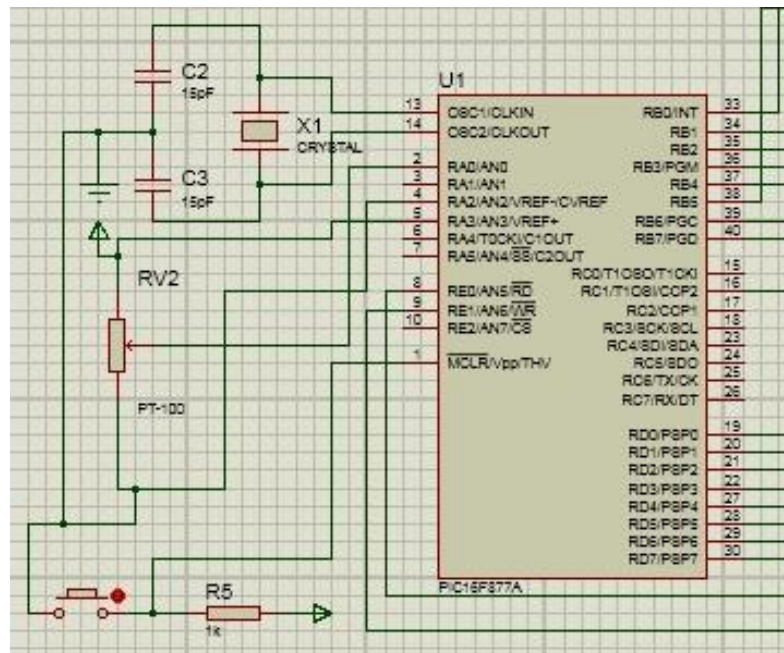 C2
15pF
X1
CRYSTAL
C3
15pF
RV2
PT-100
R5
1k
U1
13 OSC1/CLKIN
14 OSC2/CLKOUT
2 RA0/AN0
3 RA1/AN1
4 RA2/AN2/VREF-/CVREF
5 RA3/AN3/VREF+
6 RA4/T0CKI/C1OUT
7 RA5/AN4/SS/C2OUT
8 RE0/AN5/RD
9 RE1/AN6/WR
10 RE2/AN7/CS
1 MCLR/Vpp/THV
RB0/INT 33
RB1 34
RB2 35
RB3/PGM 36
RB4 37
RB5 38
RB6/PGC 39
RB7/PGD 40
RC0/T1OSO/T1CKI 15
RC1/T1OSI/CCP2 16
RC2/CCP1 17
RC3/SCK/SCL 18
RC4/SDI/SDA 23
RC5/SDO 24
RC6/TX/CK 25
RC7/RX/DT 26
RD0/PSP0 19
RD1/PSP1 20
RD2/PSP2 21
RD3/PSP3 22
RD4/PSP4 27
RD5/PSP5 28
RD6/PSP6 29
RD7/PSP7 30
PIC16F877A